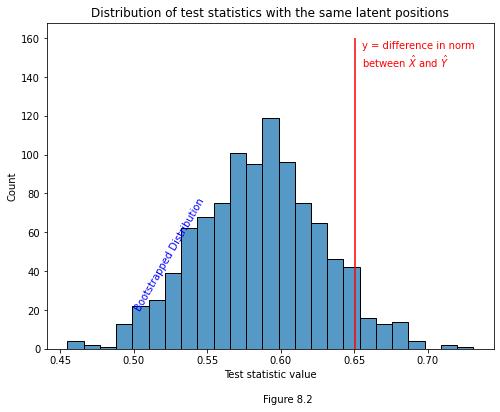 Distribution of test statistics with the same latent positions
160
140
120
100
80
60
40
20
0
Count
y = difference in norm
between X̂ and Ŷ
Bootstrapped Distribution
0.45 0.50 0.55 0.60 0.65 0.70
Test statistic value
Figure 8.2